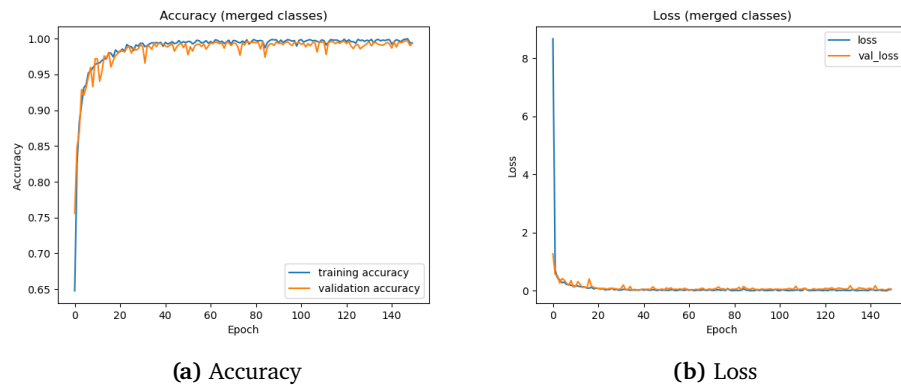 Accuracy (merged classes)
1.00
0.95
0.90
0.85
0.80
0.75
0.70
0.65
Accuracy
training accuracy
validation accuracy
0 20 40 60 80 100 120 140
Epoch
(a) Accuracy
Loss (merged classes)
8
6
4
2
0
Loss
loss
val_loss
0 20 40 60 80 100 120 140
Epoch
(b) Loss